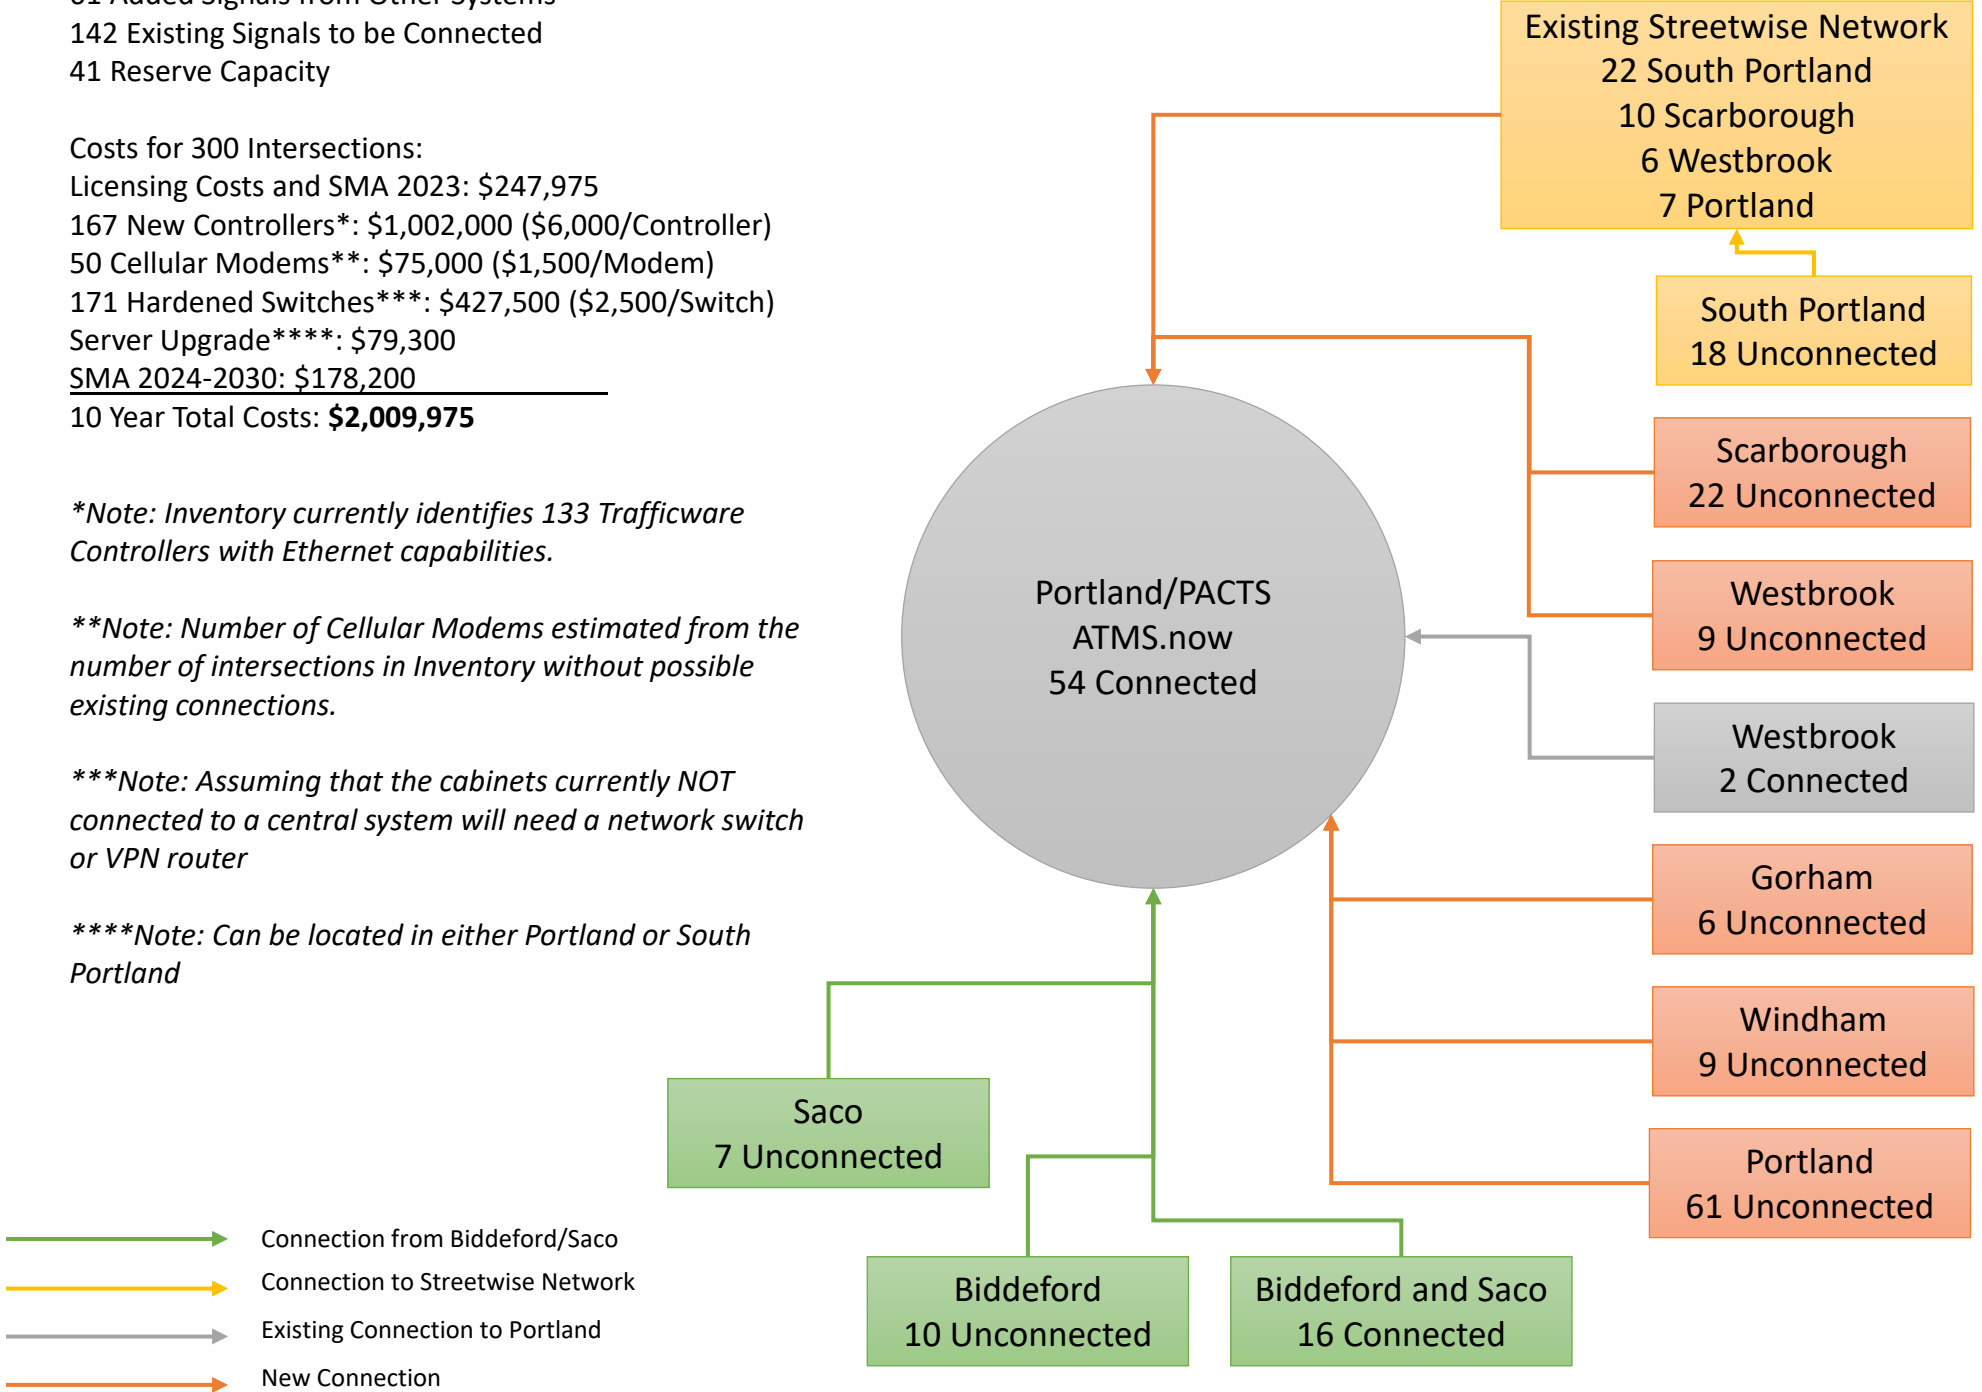 61 Added Signals from Other Systems
142 Existing Signals to be Connected
41 Reserve Capacity
Costs for 300 Intersections:
Licensing Costs and SMA 2023: $247,975
167 New Controllers*: $1,002,000 ($6,000/Controller)
50 Cellular Modems**: $75,000 ($1,500/Modem)
171 Hardened Switches***: $427,500 ($2,500/Switch)
Server Upgrade****: $79,300
SMA 2024-2030: $178,200
10 Year Total Costs: $2,009,975
*Note: Inventory currently identifies 133 Trafficware
Controllers with Ethernet capabilities.
**Note: Number of Cellular Modems estimated from the
number of intersections in Inventory without possible
existing connections.
***Note: Assuming that the cabinets currently NOT
connected to a central system will need a network switch
or VPN router
****Note: Can be located in either Portland or South
Portland
Existing Streetwise Network
22 South Portland
10 Scarborough
6 Westbrook
7 Portland
South Portland
18 Unconnected
Scarborough
22 Unconnected
Westbrook
9 Unconnected
Portland/PACTS
ATMS.now
54 Connected
Westbrook
2 Connected
Gorham
6 Unconnected
Windham
9 Unconnected
Portland
61 Unconnected
Saco
7 Unconnected
Biddeford
10 Unconnected
Biddeford and Saco
16 Connected
Connection from Biddeford/Saco
Connection to Streetwise Network
Existing Connection to Portland
New Connection